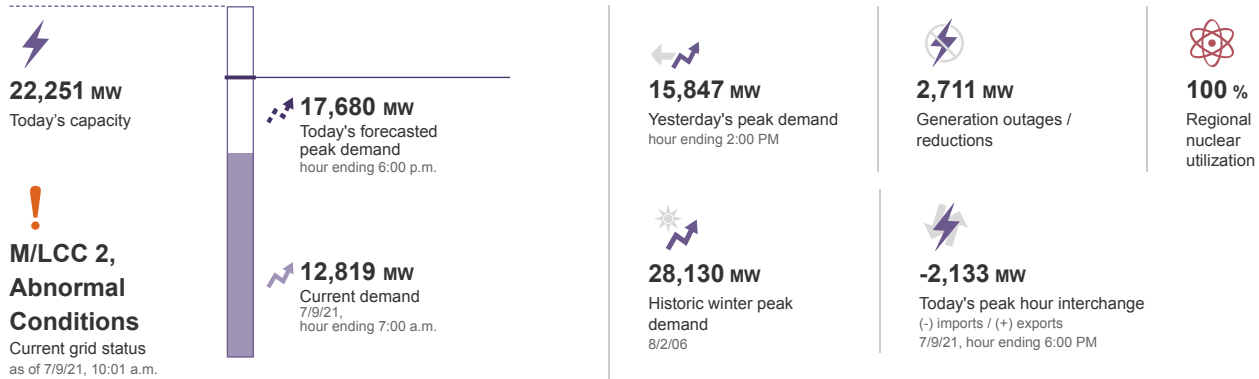 22,251 MW
Today's capacity
M/LCC 2,
Abnormal
Conditions
Current grid status
as of 7/9/21, 10:01 a.m.
17,680 MW
Today's forecasted
peak demand
hour ending 6:00 p.m.
12,819 MW
Current demand
7/9/21,
hour ending 7:00 a.m.
15,847 MW
Yesterday's peak demand
hour ending 2:00 PM
2,711 MW
Generation outages /
reductions
100 %
Regional
nuclear
utilization
28,130 MW
Historic winter peak
demand
8/2/06
-2,133 MW
Today's peak hour interchange
(-) imports / (+) exports
7/9/21, hour ending 6:00 PM